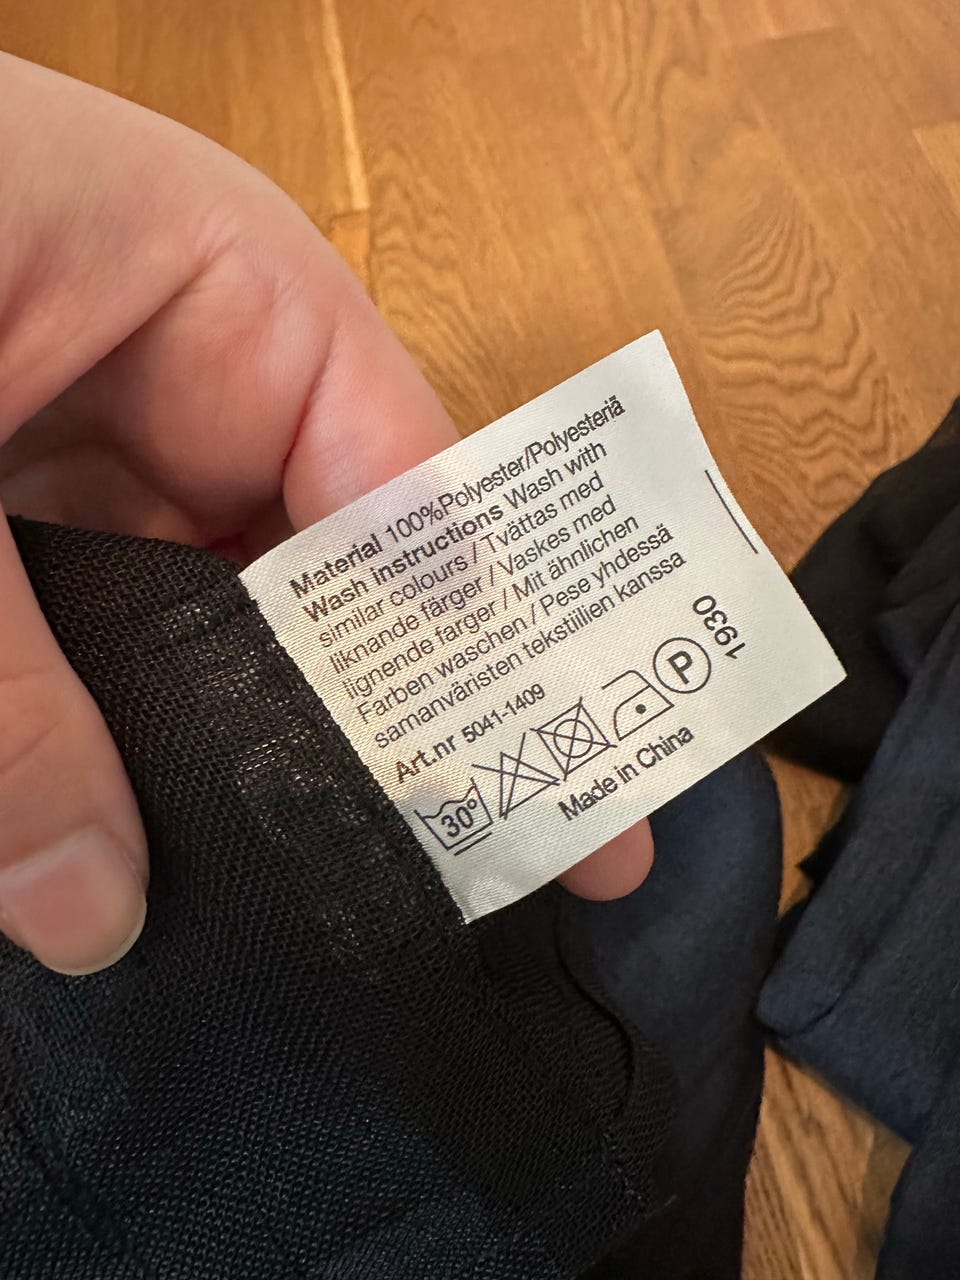 Material 100%Polyester/Polyesteriä
Wash instructions Wash with
similar colours / Tvättas med
liknande färger / Vaskes med
lignende farger / Mit ähnlichen
Farben waschen / Pese yhdessä
samanväristen tekstiilien kanssa
Art.nr 5041-1409
30° P
1930
Made in China